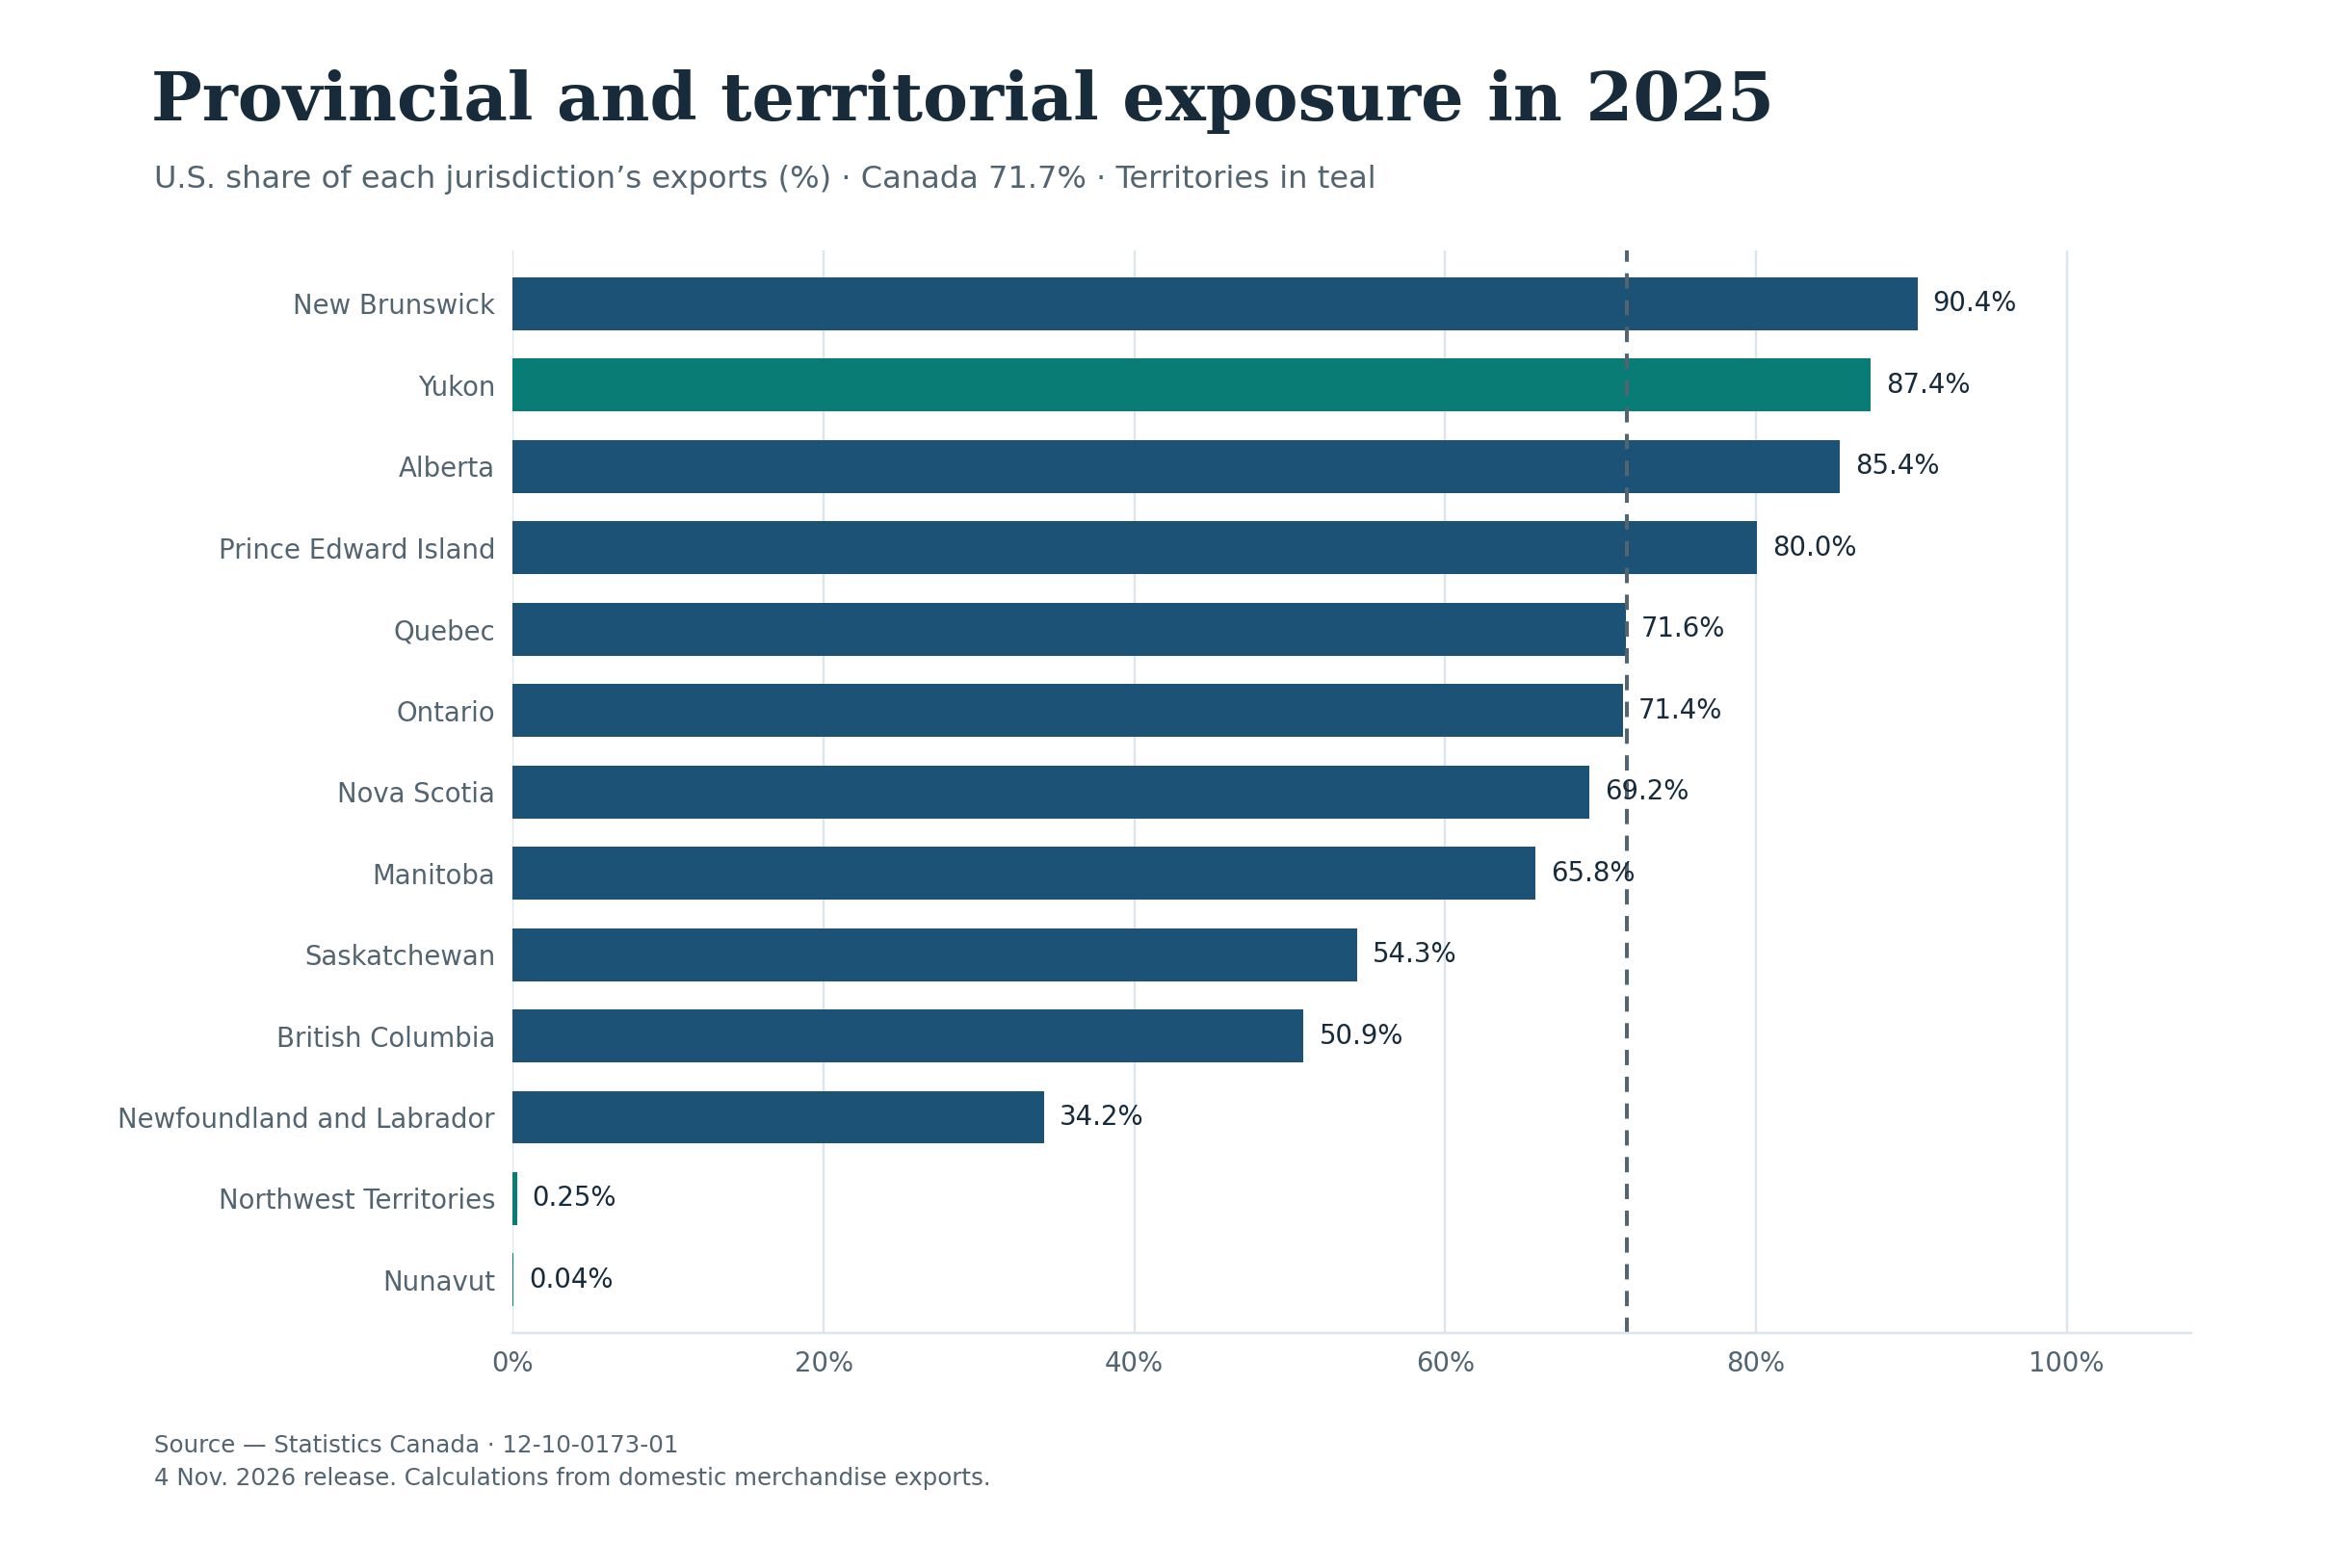 Provincial and territorial exposure in 2025
U.S. share of each jurisdiction’s exports (%) · Canada 71.7% · Territories in teal
New Brunswick 90.4%
Yukon 87.4%
Alberta 85.4%
Prince Edward Island 80.0%
Quebec 71.6%
Ontario 71.4%
Nova Scotia 69.2%
Manitoba 65.8%
Saskatchewan 54.3%
British Columbia 50.9%
Newfoundland and Labrador 34.2%
Northwest Territories 0.25%
Nunavut 0.04%
0% 20% 40% 60% 80% 100%
Source — Statistics Canada · 12-10-0173-01
4 Nov. 2026 release. Calculations from domestic merchandise exports.